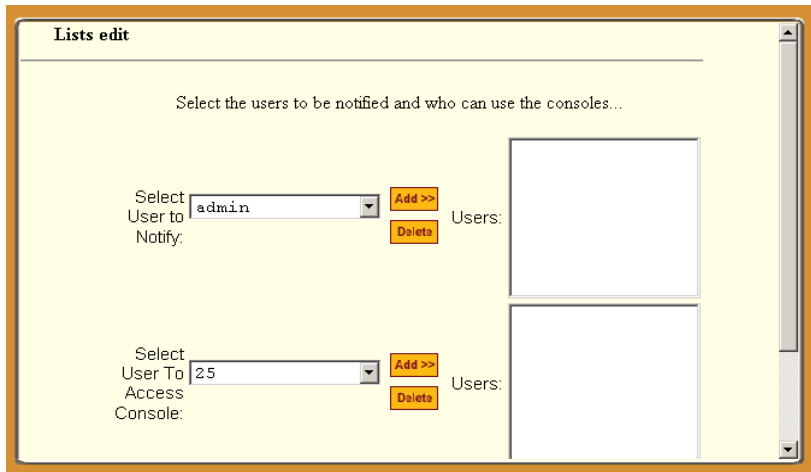 Lists edit
Select the users to be notified and who can use the consoles...
Select
User to
Notify:
admin
Add >>
Delete
Users:
Select
User To
Access
Console:
25
Add >>
Delete
Users: